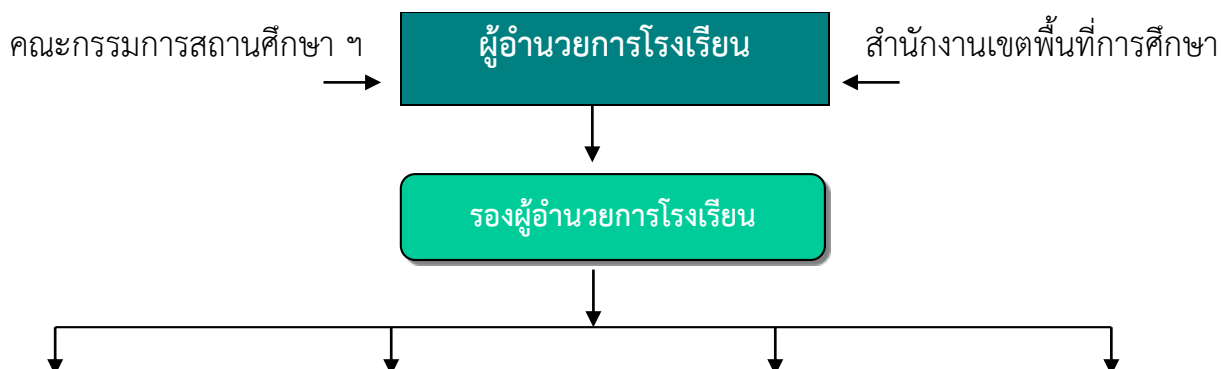 คณะกรรมการสถานศึกษา ฯ
ผู้อำนวยการโรงเรียน
สำนักงานเขตพื้นที่การศึกษา
รองผู้อำนวยการโรงเรียน